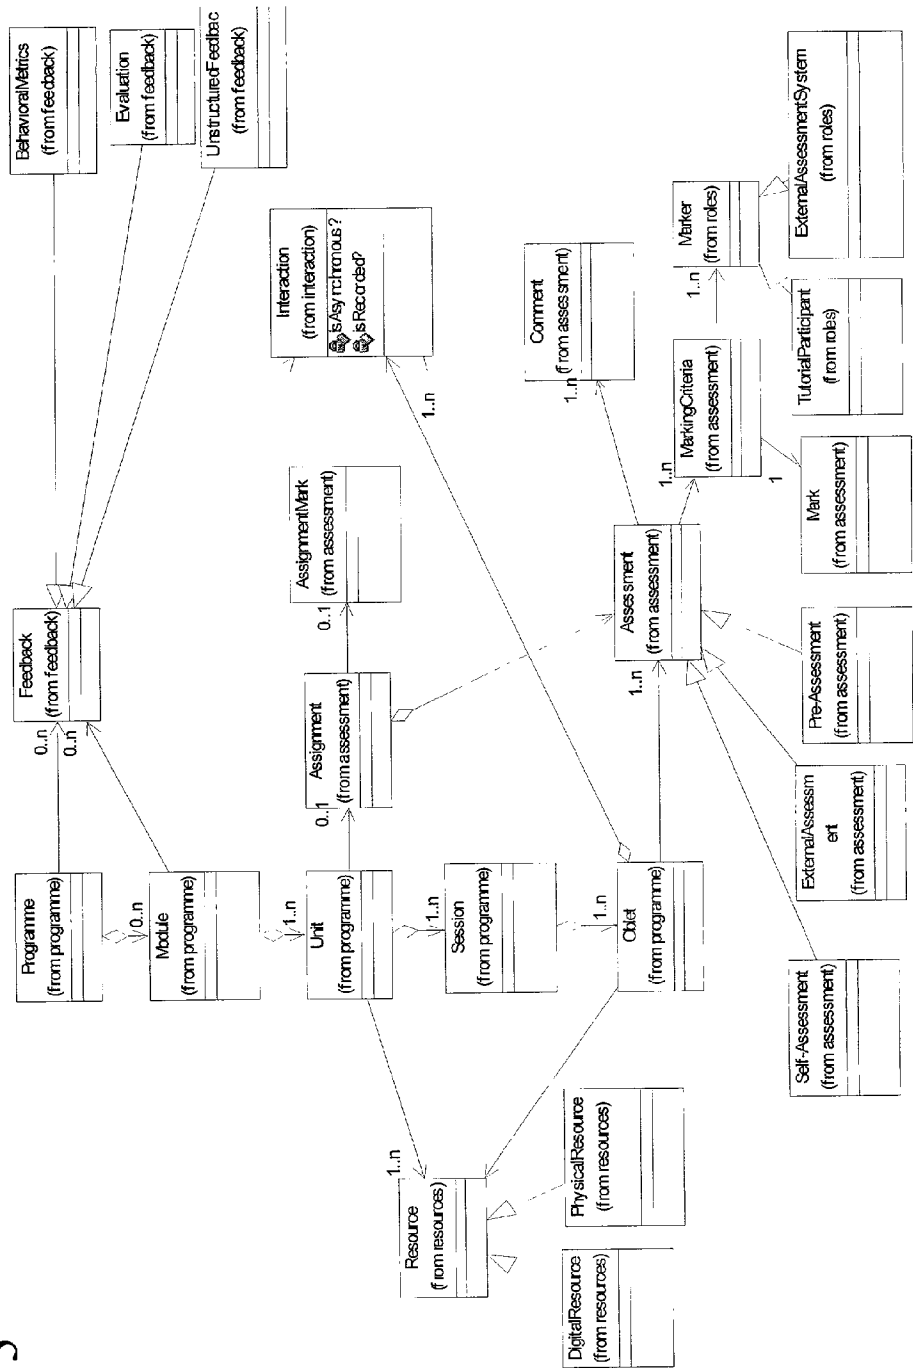 BehavioralMetrics
(from feedback)
Evaluation
(from feedback)
UnstructuredFeedbac
(from feedback)
Feedback
(from feedback)
0..n
0..n
Programme
(from programme)
0..n
Module
(from programme)
1..n
Unit
(from programme)
1..n
Session
(from programme)
1..n
Oblet
(from programme)
0..1
Assignment
(from assessment)
0..1
AssignmentMark
(from assessment)
Interaction
(from interaction)
isAsynchronous?
isRecorded?
1..n
Comment
(from assessment)
1..n
Assessment
(from assessment)
1..n
MarkingCriteria
(from assessment)
1..n
Marker
(from roles)
1..n
1
ExternalAssessmentSystem
(from roles)
TutorialParticipant
(from roles)
Mark
(from assessment)
Pre-Assessment
(from assessment)
ExternalAssessm
ent
(from assessment)
Self-Assessment
(from assessment)
1..n
Resource
(from resources)
PhysicalResource
(from resources)
DigitalResource
(from resources)